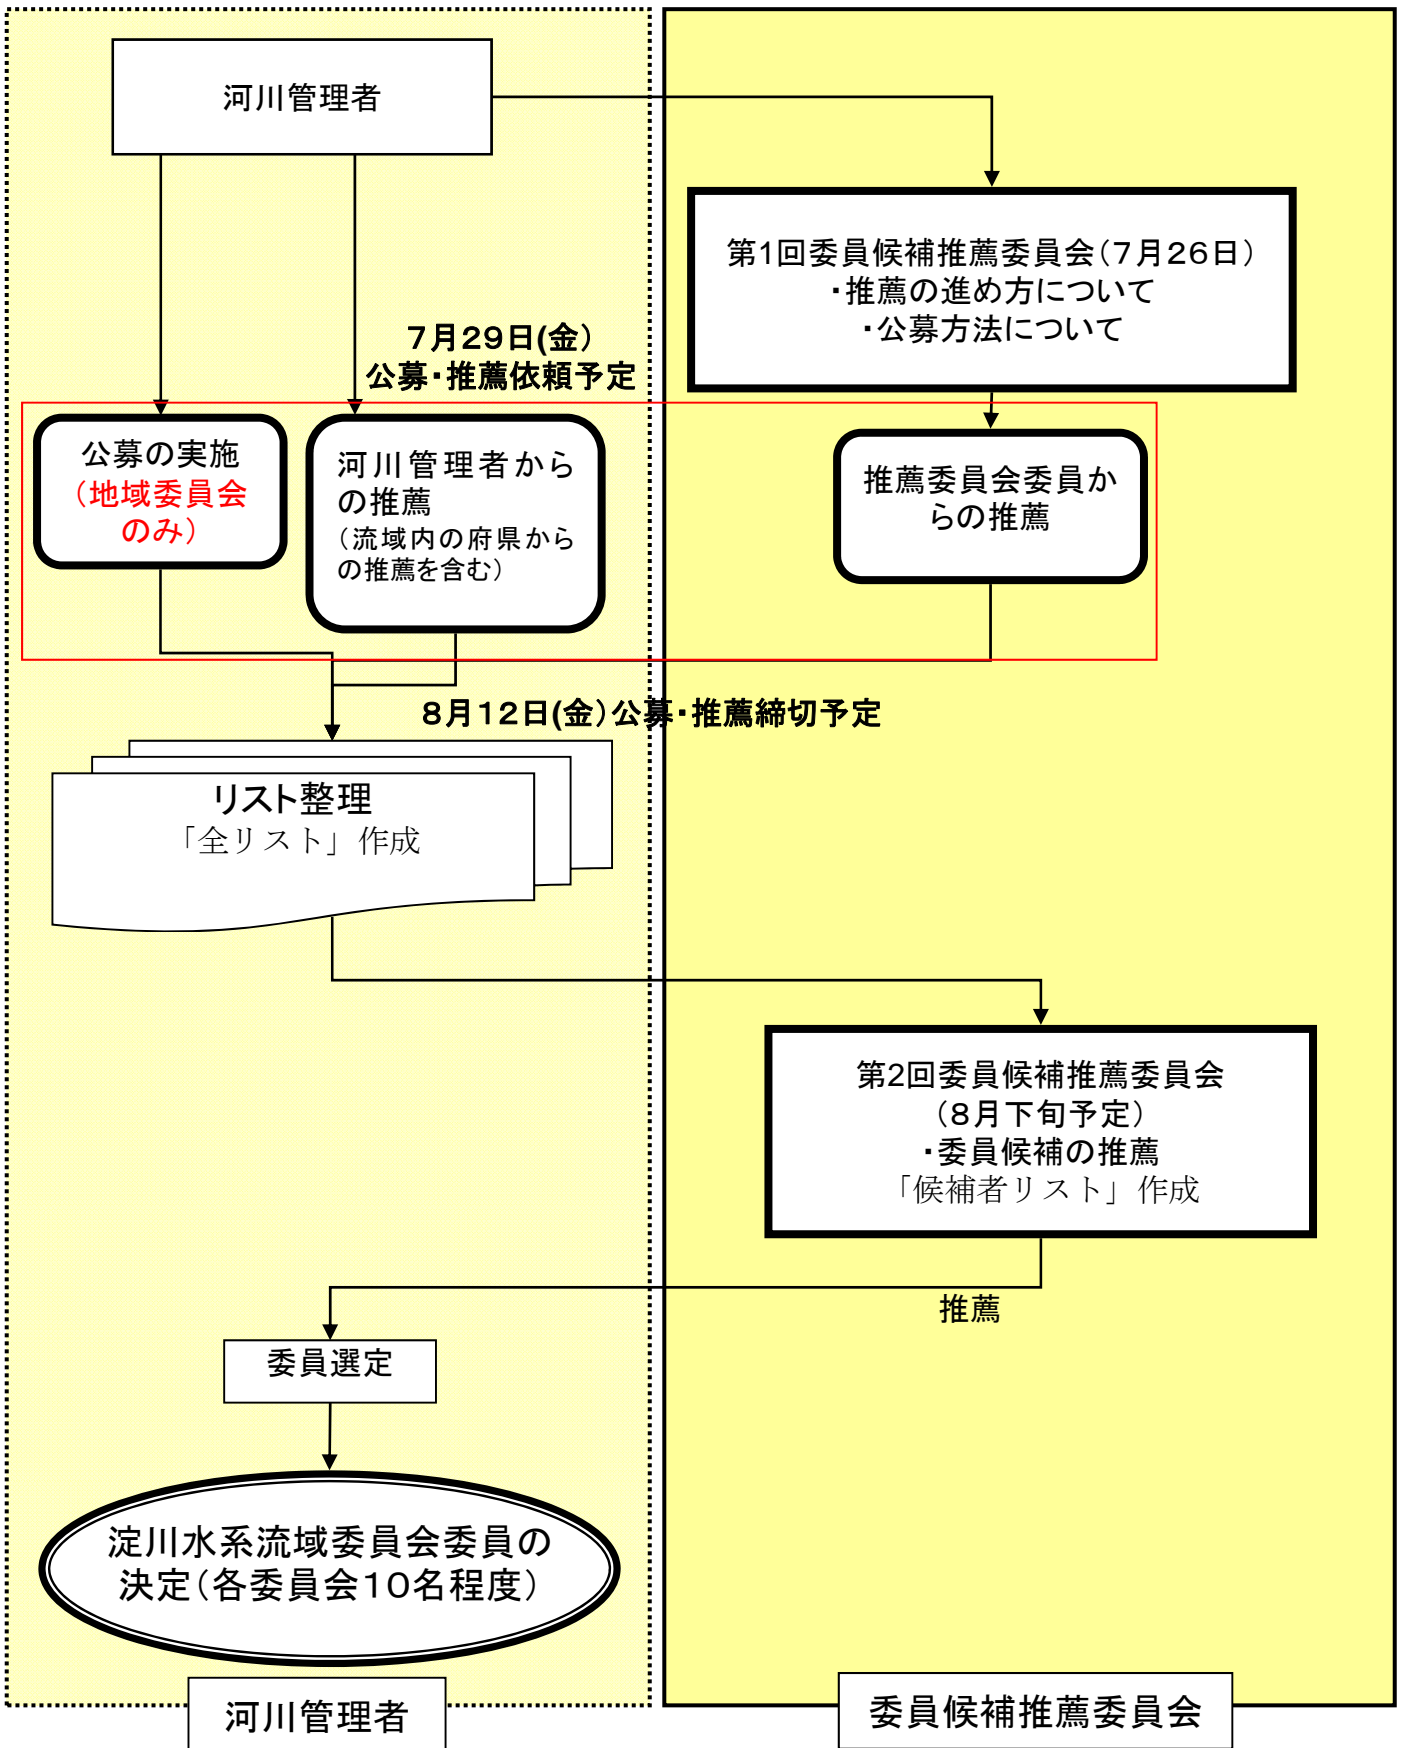 河川管理者
第1回委員候補推薦委員会（7月26日）
・推薦の進め方について
・公募方法について
7月29日(金）
公募・推薦依頼予定
公募の実施
（地域委員会
のみ）
河川管理者から
の推薦
（流域内の府県から
の推薦を含む）
推薦委員会委員か
らの推薦
8月12日(金）公募・推薦締切予定
リスト整理
「全リスト」作成
第2回委員候補推薦委員会
（8月下旬予定）
・委員候補の推薦
「候補者リスト」作成
推薦
委員選定
淀川水系流域委員会委員の
決定（各委員会10名程度）
河川管理者
委員候補推薦委員会